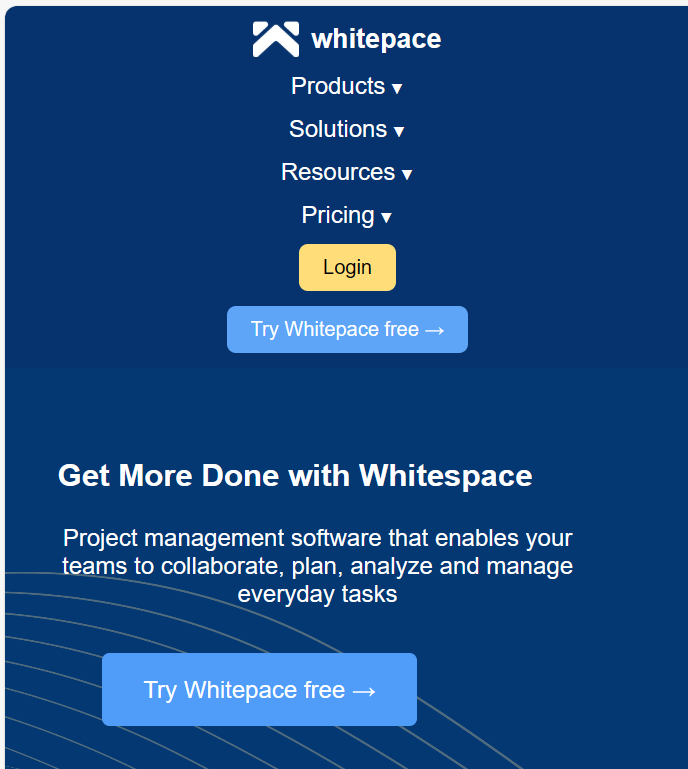 whitepace
Products ▾
Solutions ▾
Resources ▾
Pricing ▾
Login
Try Whitepace free →
Get More Done with Whitespace
Project management software that enables your
teams to collaborate, plan, analyze and manage
everyday tasks
Try Whitepace free →